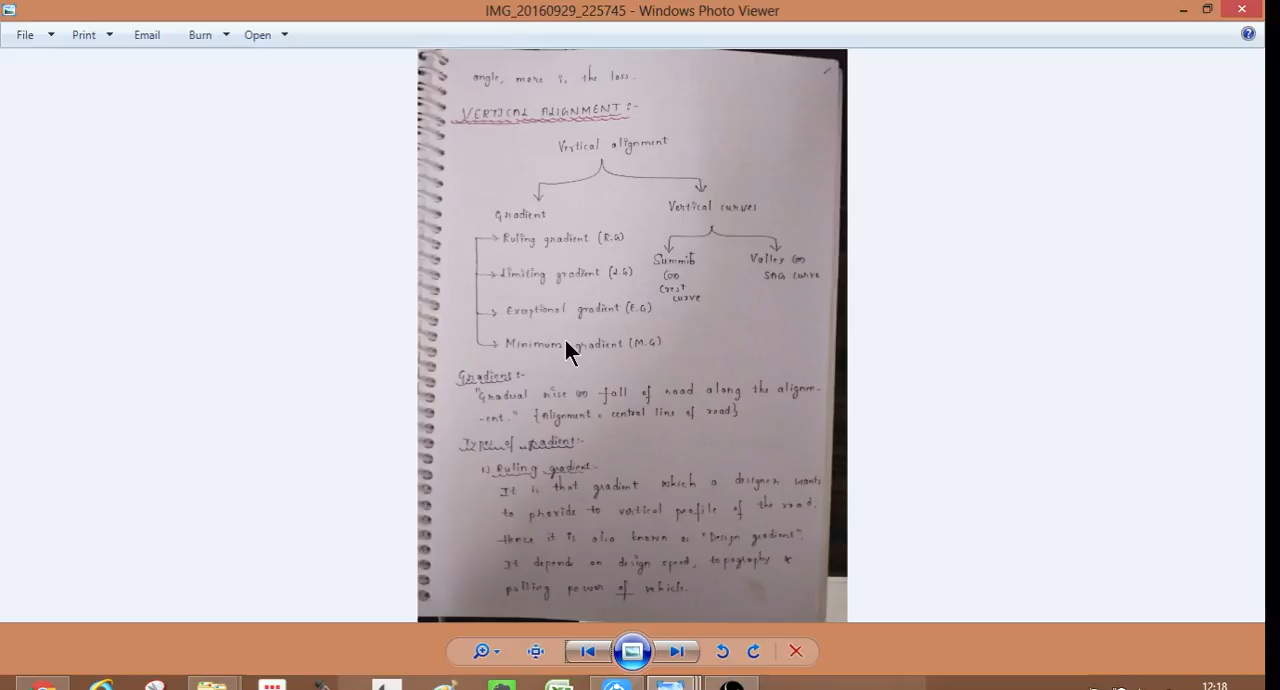 IMG_20160929_225745 - Windows Photo Viewer
File Print Email Burn Open
angle, more is the loss.
VERTICAL ALIGNMENT :-
Vertical alignment
Gradient
Vertical curves
Ruling gradient (R.G)
Limiting gradient (L.G)
Exceptional gradient (E.G)
Minimum gradient (M.G)
Summit
(or)
Crest
curve
Valley (or)
SAG curve
Gradient:-
"Gradual rise (or) fall of road along the alignm-
-ent." {Alignment = central line of road}
Types of gradient:-
1) Ruling gradient:-
It is that gradient which a designer wants
to provide to vertical profile of the road.
Hence it is also known as "Design gradient".
It depends on design speed, topography &
pulling power of vehicle.
12:18